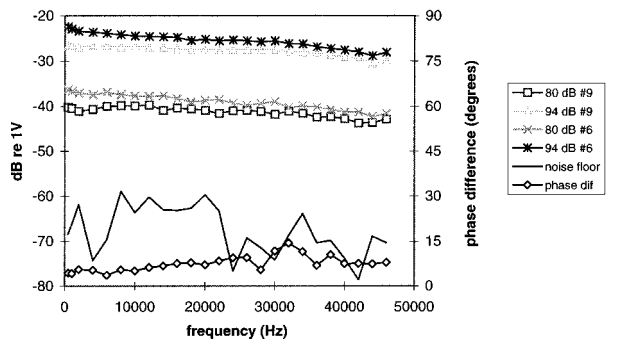 -20
-30
-40
-50
-60
-70
-80
dB re 1V
90
75
60
45
30
15
0
phase difference (degrees)
0 10000 20000 30000 40000 50000
frequency (Hz)
80 dB #9
94 dB #9
80 dB #6
94 dB #6
noise floor
phase dif